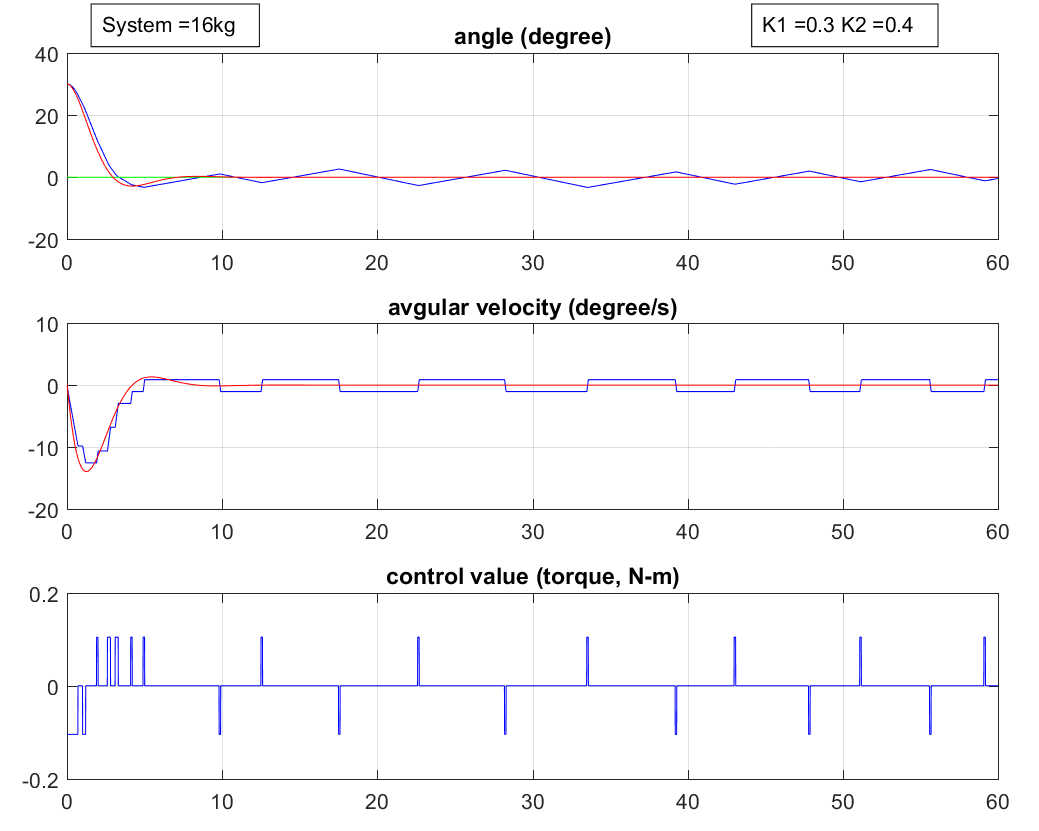 System =16kg
K1 =0.3 K2 =0.4
angle (degree)
40
20
0
-20
0 10 20 30 40 50 60
avgular velocity (degree/s)
10
0
-10
-20
0 10 20 30 40 50 60
control value (torque, N-m)
0.2
0
-0.2
0 10 20 30 40 50 60